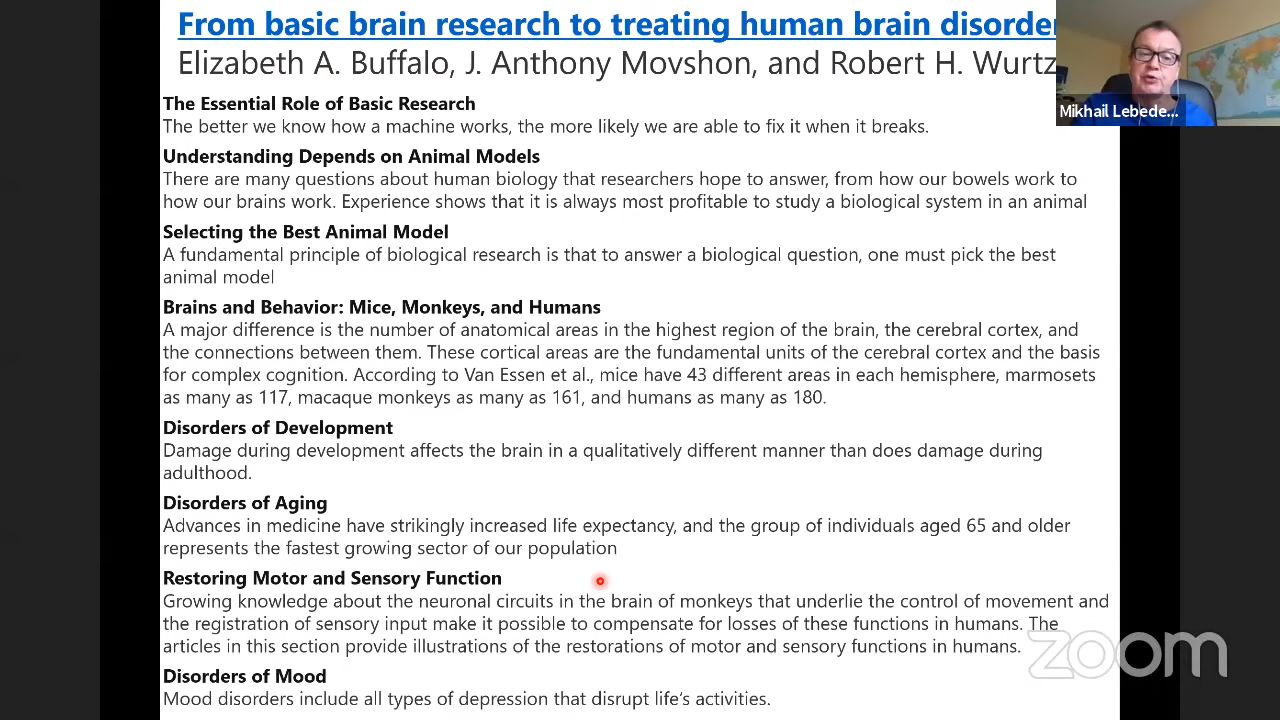 From basic brain research to treating human brain disorde
Elizabeth A. Buffalo, J. Anthony Movshon, and Robert H. Wurtz
Mikhail Lebede...
The Essential Role of Basic Research
The better we know how a machine works, the more likely we are able to fix it when it breaks.
Understanding Depends on Animal Models
There are many questions about human biology that researchers hope to answer, from how our bowels work to
how our brains work. Experience shows that it is always most profitable to study a biological system in an animal
Selecting the Best Animal Model
A fundamental principle of biological research is that to answer a biological question, one must pick the best
animal model
Brains and Behavior: Mice, Monkeys, and Humans
A major difference is the number of anatomical areas in the highest region of the brain, the cerebral cortex, and
the connections between them. These cortical areas are the fundamental units of the cerebral cortex and the basis
for complex cognition. According to Van Essen et al., mice have 43 different areas in each hemisphere, marmosets
as many as 117, macaque monkeys as many as 161, and humans as many as 180.
Disorders of Development
Damage during development affects the brain in a qualitatively different manner than does damage during
adulthood.
Disorders of Aging
Advances in medicine have strikingly increased life expectancy, and the group of individuals aged 65 and older
represents the fastest growing sector of our population
Restoring Motor and Sensory Function
Growing knowledge about the neuronal circuits in the brain of monkeys that underlie the control of movement and
the registration of sensory input make it possible to compensate for losses of these functions in humans. The
articles in this section provide illustrations of the restorations of motor and sensory functions in humans.
zoom
Disorders of Mood
Mood disorders include all types of depression that disrupt life's activities.